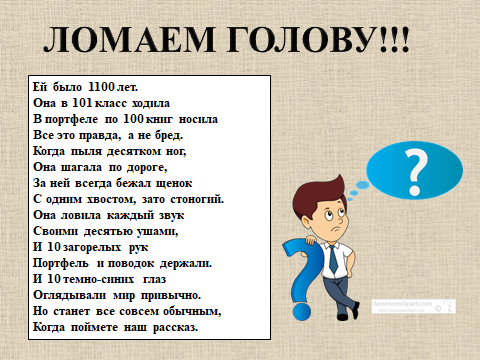 ЛОМАЕМ ГОЛОВУ!!!
Ей было 1100 лет.
Она в 101 класс ходила
В портфеле по 100 книг носила
Все это правда, а не бред.
Когда пыля десятком ног,
Она шагала по дороге,
За ней всегда бежал щенок
С одним хвостом, зато стоногий.
Она ловила каждый звук
Своими десятью ушами,
И 10 загорелых рук
Портфель и поводок держали.
И 10 темно-синих глаз
Оглядывали мир привычно.
Но станет все совсем обычным,
Когда поймете наш рассказ.
?